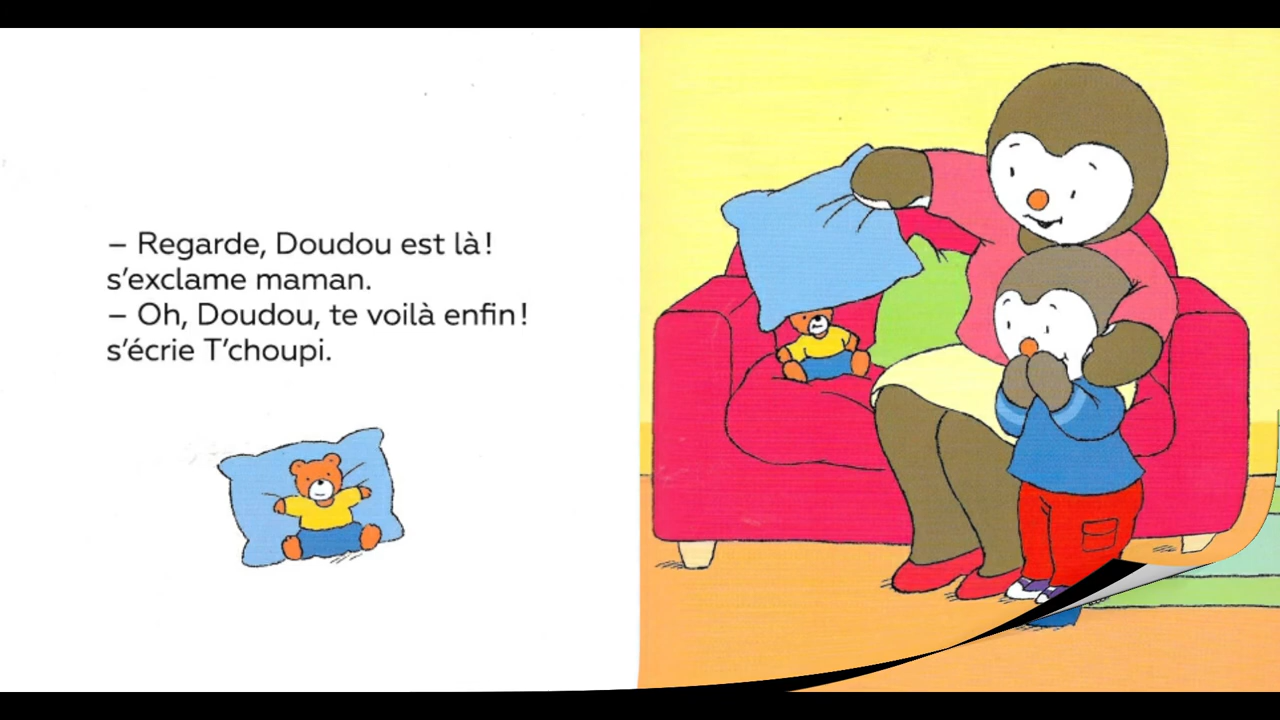 – Regarde, Doudou est là !
s’exclame maman.
– Oh, Doudou, te voilà enfin !
s’écrie T’choupi.